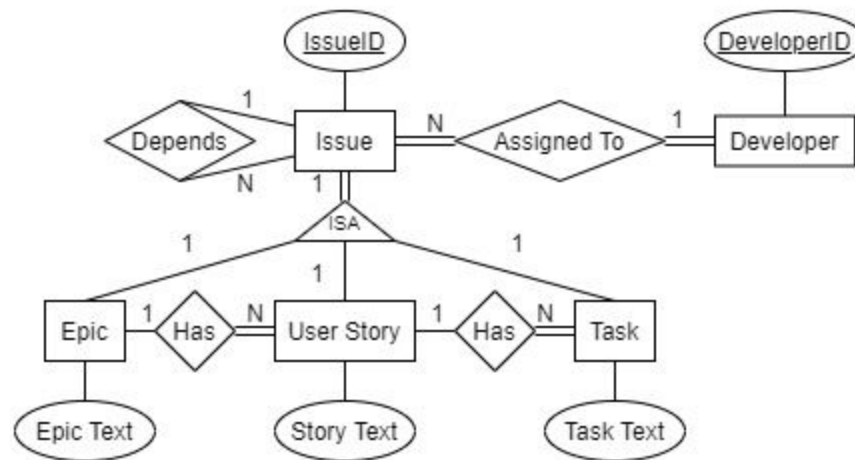 IssueID
DeveloperID
1
Depends
Issue
N
Assigned To
1
Developer
N
1
ISA
1
1
1
Epic
1
Has
N
User Story
1
Has
N
Task
Epic Text
Story Text
Task Text